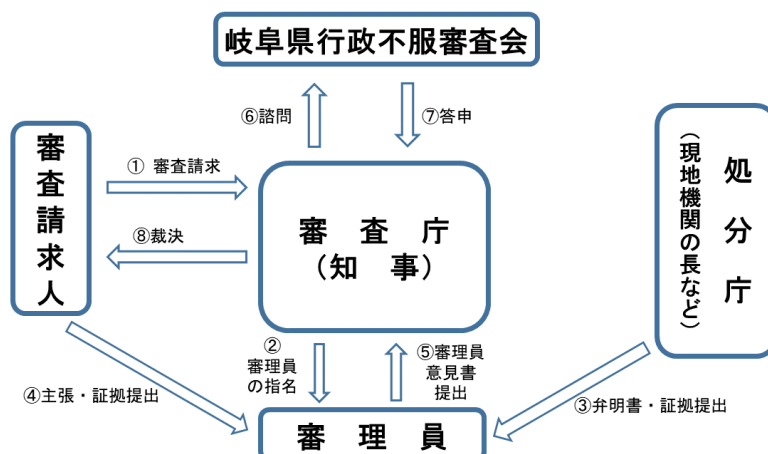 岐阜県行政不服審査会
⑥諮問
⑦答申
審査請求人
① 審査請求
⑧裁決
審 査 庁
（知 事）
処 分 庁
（現地機関の長など）
②
審理員
の指名
⑤審理員
意見書
提出
④主張・証拠提出
③弁明書・証拠提出
審 理 員